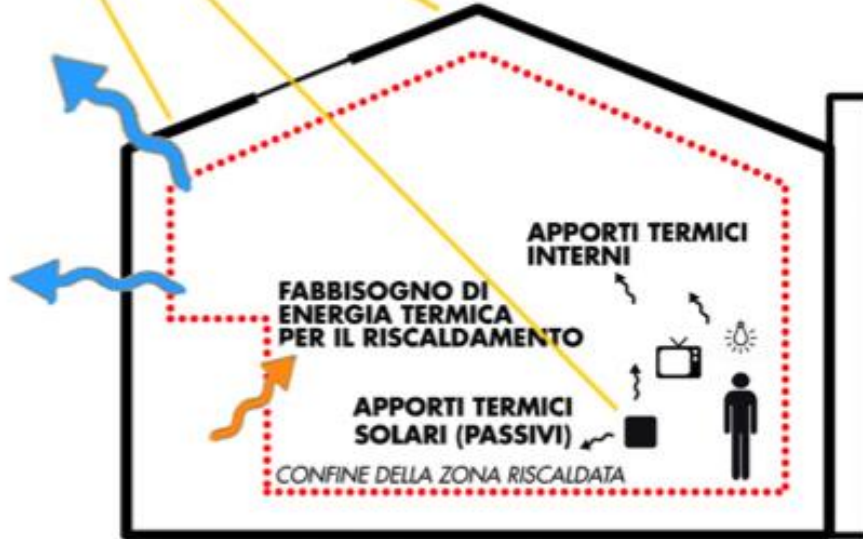 APPORTI TERMICI
INTERNI
FABBISOGNO DI
ENERGIA TERMICA
PER IL RISCALDAMENTO
APPORTI TERMICI
SOLARI (PASSIVI)
CONFINE DELLA ZONA RISCALDATA